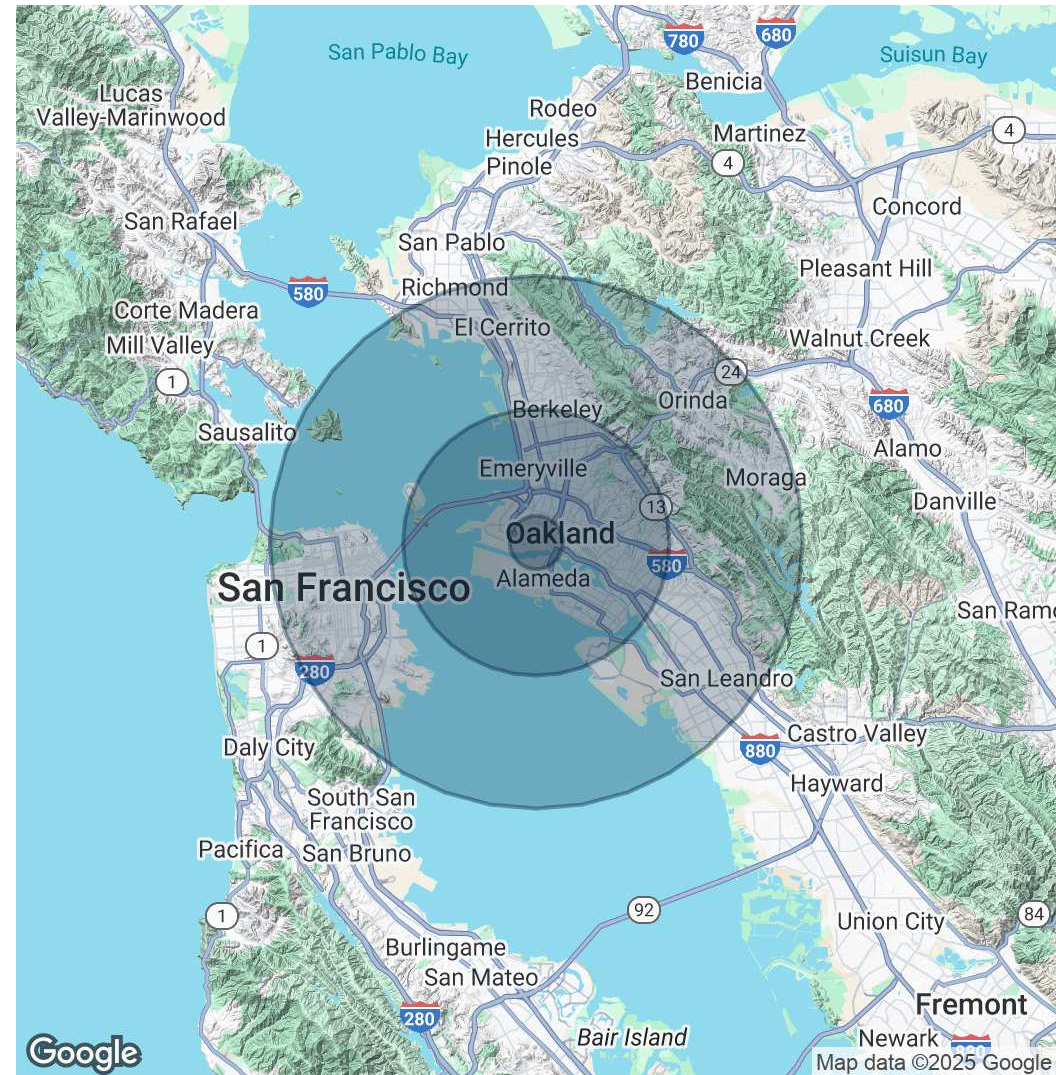 San Pablo Bay
780
680
Suisun Bay
Benicia
Lucas
Valley-Marinwood
Rodeo
Hercules
Martinez
4
Pinole
4
Concord
San Rafael
San Pablo
Pleasant Hill
Richmond
580
Corte Madera
El Cerrito
Walnut Creek
Mill Valley
24
1
Orinda
680
Berkeley
Sausalito
Alamo
Emeryville
Moraga
Danville
13
Oakland
580
Alameda
San Francisco
San Ramo
1
280
San Leandro
Castro Valley
Daly City
880
Hayward
South San
Francisco
Pacifica
San Bruno
92
1
84
Union City
Burlingame
San Mateo
Fremont
280
Bair Island
Newark
880
Google
Map data ©2025 Google